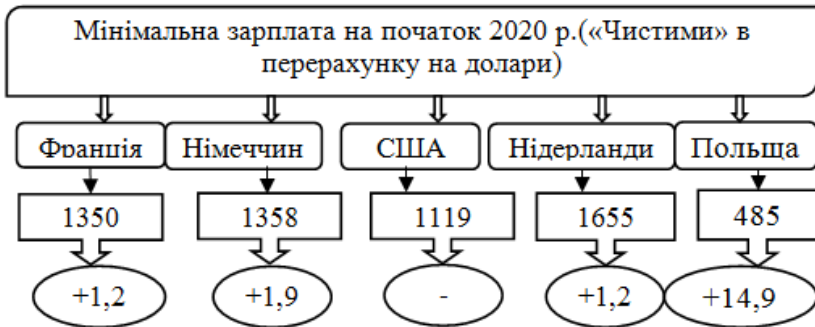 Мінімальна зарплата на початок 2020 р.(«Чистими» в
перерахунку на долари)
Франція Німеччин США Нідерланди Польща
1350 1358 1119 1655 485
+1,2 +1,9 - +1,2 +14,9